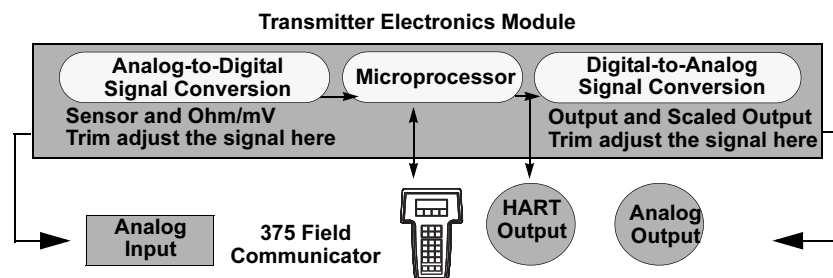 Transmitter Electronics Module
Analog-to-Digital
Signal Conversion
Microprocessor
Digital-to-Analog
Signal Conversion
Sensor and Ohm/mV
Trim adjust the signal here
Output and Scaled Output
Trim adjust the signal here
Analog
Input
375 Field
Communicator
HART
Output
Analog
Output